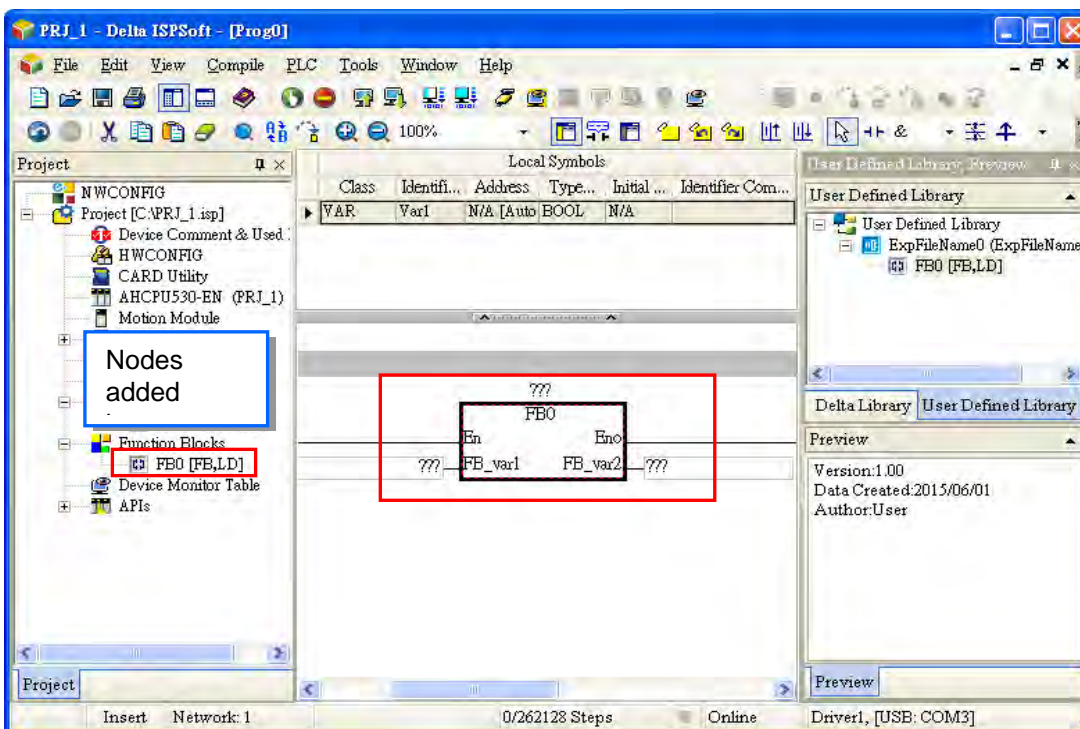 PRJ_1 - Delta ISPSoft - [Prog0]
File Edit View Compile PLC Tools Window Help
100%
Project
NWCONFIG
Project [C:\PRJ_1.isp]
Device Comment & Used
HWCONFIG
CARD Utility
AHCPU530-EN (PRJ_1)
Motion Module
Nodes
added
Function Blocks
FB0 [FB,LD]
Device Monitor Table
APIs
Project
Local Symbols
Class Identifi... Address Type... Initial ... Identifier Com...
VAR Var1 N/A [Auto BOOL N/A
???
FB0
En Eno
??? FB_var1 FB_var2 ???
User Defined Library Preview
User Defined Library
User Defined Library
ExpFileName0 (ExpFileName
FB0 [FB,LD]
Delta Library User Defined Library
Preview
Version:1.00
Data Created:2015/06/01
Author:User
Preview
Insert Network: 1 0/262128 Steps Online Driver1, [USB: COM3]